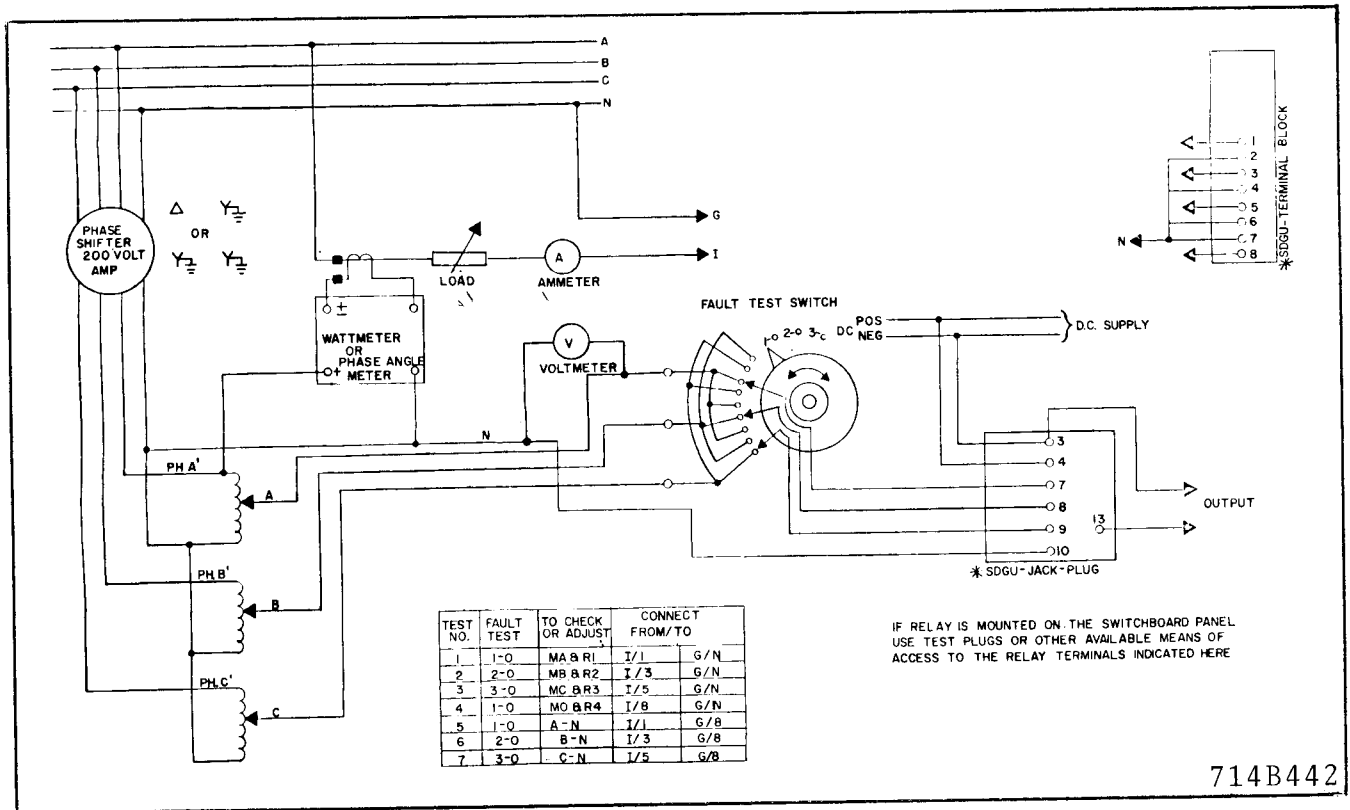 A
B
C
N
PHASE
SHIFTER
200 VOLT
AMP
Δ
OR
G
I
LOAD
A
AMMETER
±
WATTMETER
OR
PHASE ANGLE
METER
+
V
VOLTMETER
N
FAULT TEST SWITCH
1-0 2-0 3-
DC POS
NEG
D.C. SUPPLY
1
2
3
4
5
6
7
8
N
*SDGU-TERMINAL BLOCK
3
4
7
8
9
10
13
OUTPUT
*SDGU-JACK-PLUG
PH.A'
A
PH.B'
B
PH.C'
C
TEST NO. FAULT TEST TO CHECK OR ADJUST CONNECT FROM/TO
1 1-0 MA & R1 I/1 G/N
2 2-0 MB & R2 I/3 G/N
3 3-0 MC & R3 I/5 G/N
4 1-0 MO & R4 I/8 G/N
5 1-0 A-N I/1 G/8
6 2-0 B-N I/3 G/8
7 3-0 C-N I/5 G/8
IF RELAY IS MOUNTED ON THE SWITCHBOARD PANEL
USE TEST PLUGS OR OTHER AVAILABLE MEANS OF
ACCESS TO THE RELAY TERMINALS INDICATED HERE
714B442